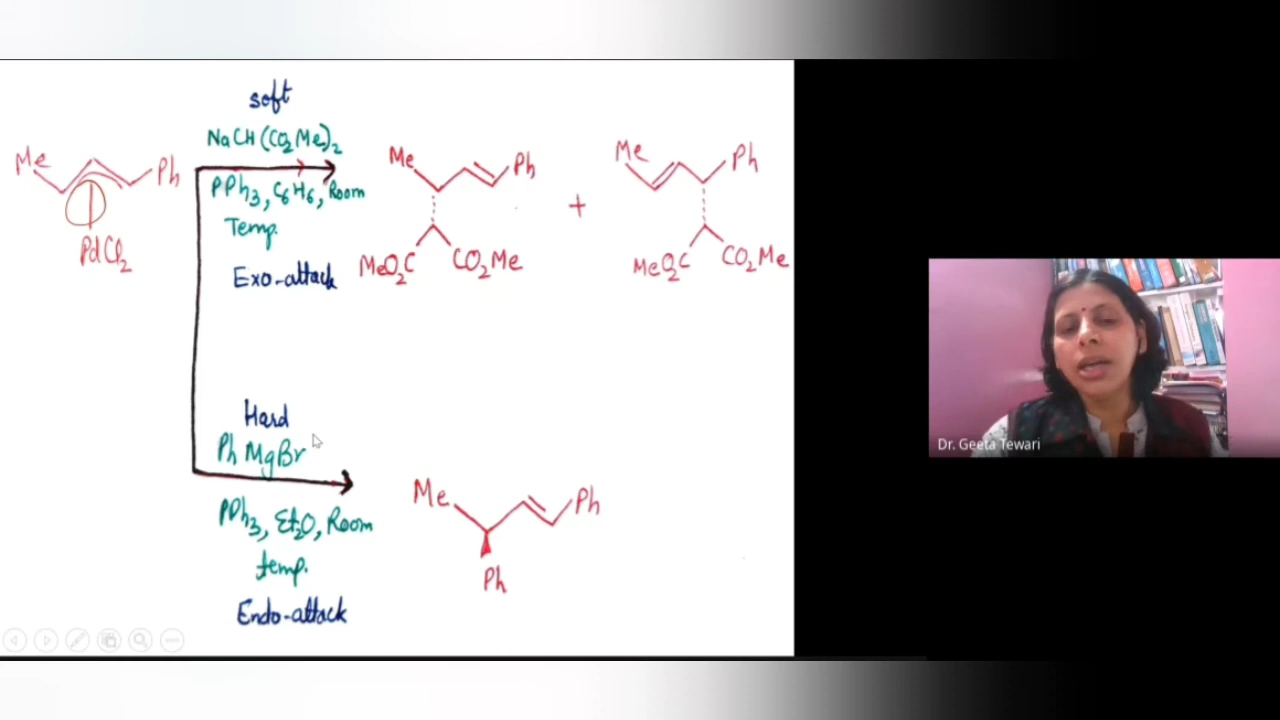 soft
NaCH(CO2Me)2
PPh3, C6H6, Room
Temp.
Exo-attack
Me
Ph
PdCl2
Me
Ph
MeO2C
CO2Me
+
Me
Ph
MeO2C
CO2Me
Hard
PhMgBr
PPh3, Et2O, Room
temp.
Endo-attack
Me
Ph
Ph
Dr. Geeta Tewari